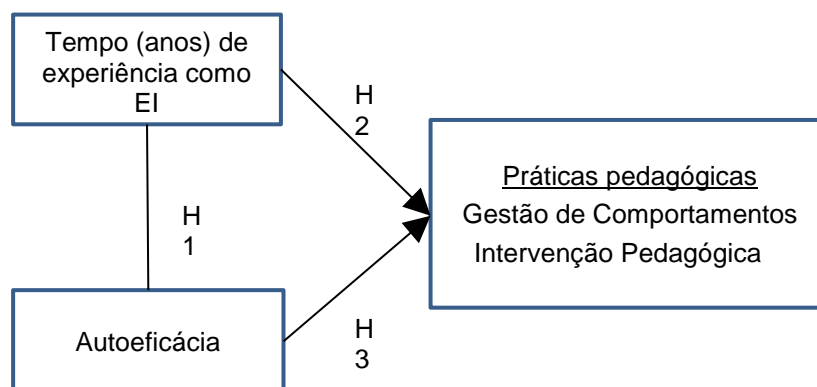 Tempo (anos) de
experiência como
EI
H
2
Práticas pedagógicas
Gestão de Comportamentos
Intervenção Pedagógica
H
1
Autoeficácia
H
3